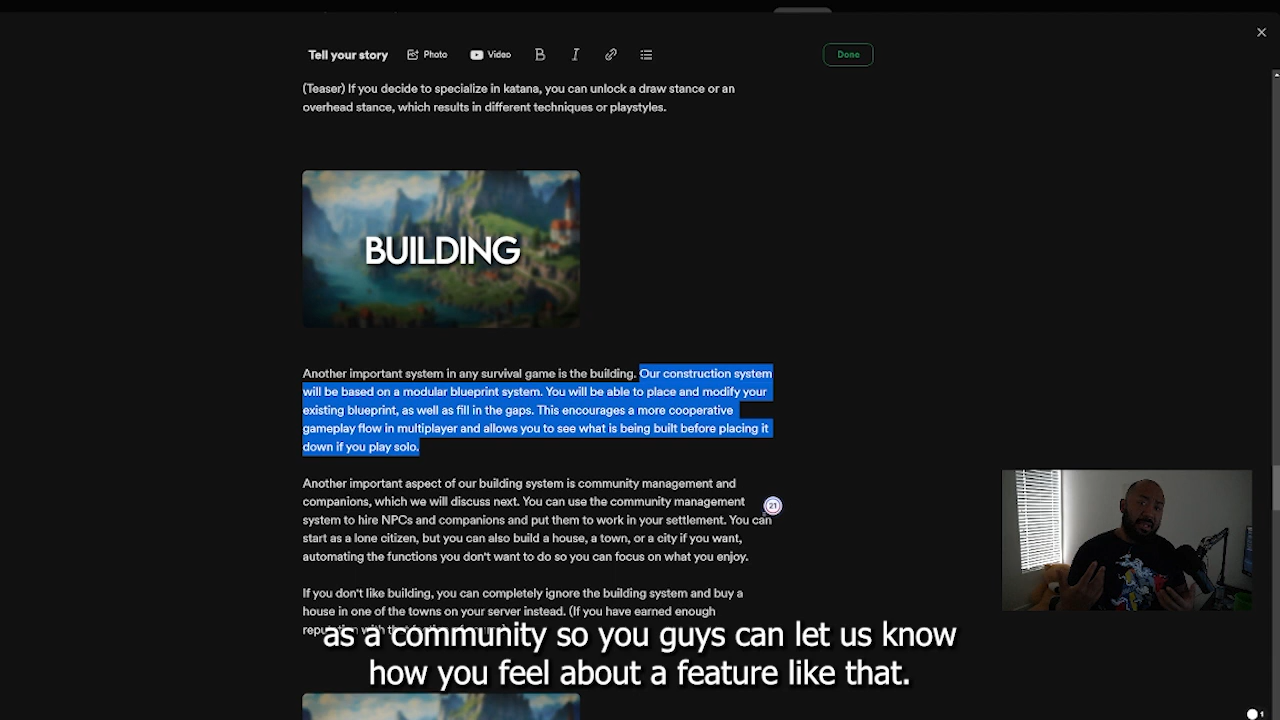 Tell your story Photo Video B I Done
(Teaser) If you decide to specialize in katana, you can unlock a draw stance or an
overhead stance, which results in different techniques or playstyles.
BUILDING
Another important system in any survival game is the building. Our construction system
will be based on a modular blueprint system. You will be able to place and modify your
existing blueprint, as well as fill in the gaps. This encourages a more cooperative
gameplay flow in multiplayer and allows you to see what is being built before placing it
down if you play solo.
Another important aspect of our building system is community management and
companions, which we will discuss next. You can use the community management
system to hire NPCs and companions and put them to work in your settlement. You can
21
start as a lone citizen, but you can also build a house, a town, or a city if you want,
automating the functions you don't want to do so you can focus on what you enjoy.
If you don't like building, you can completely ignore the building system and buy a
house in one of the towns on your server instead. (If you have earned enough
as a community so you guys can let us know
how you feel about a feature like that.
1